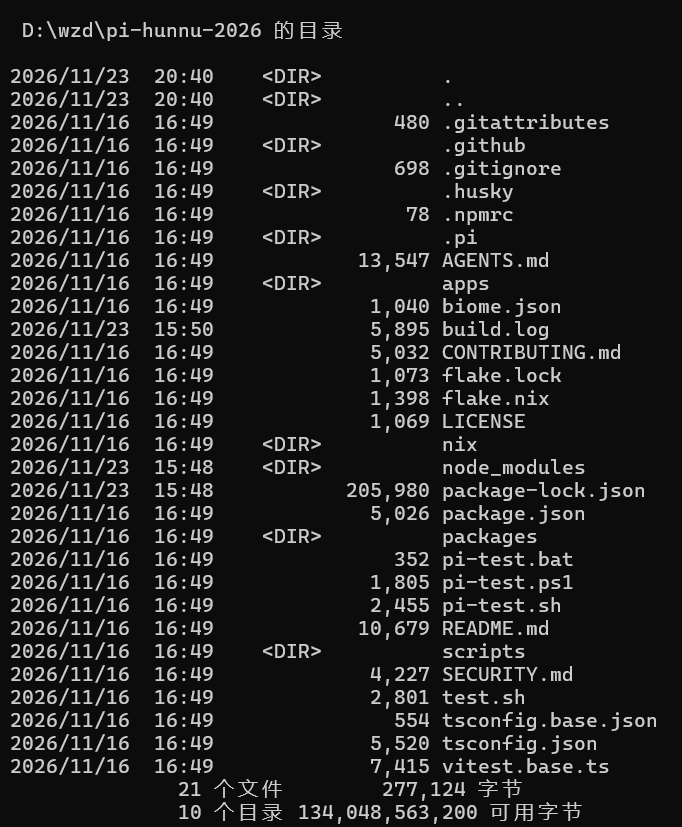 D:\wzd\pi-hunnu-2026 的目录
2026/11/23  20:40    <DIR>          .
2026/11/23  20:40    <DIR>          ..
2026/11/16  16:49               480 .gitattributes
2026/11/16  16:49    <DIR>          .github
2026/11/16  16:49               698 .gitignore
2026/11/16  16:49    <DIR>          .husky
2026/11/16  16:49                78 .npmrc
2026/11/16  16:49    <DIR>          .pi
2026/11/16  16:49            13,547 AGENTS.md
2026/11/16  16:49    <DIR>          apps
2026/11/16  16:49             1,040 biome.json
2026/11/23  15:50             5,895 build.log
2026/11/16  16:49             5,032 CONTRIBUTING.md
2026/11/16  16:49             1,073 flake.lock
2026/11/16  16:49             1,398 flake.nix
2026/11/16  16:49             1,069 LICENSE
2026/11/16  16:49    <DIR>          nix
2026/11/23  15:48    <DIR>          node_modules
2026/11/23  15:48           205,980 package-lock.json
2026/11/16  16:49             5,026 package.json
2026/11/16  16:49    <DIR>          packages
2026/11/16  16:49               352 pi-test.bat
2026/11/16  16:49             1,805 pi-test.ps1
2026/11/16  16:49             2,455 pi-test.sh
2026/11/16  16:49            10,679 README.md
2026/11/16  16:49    <DIR>          scripts
2026/11/16  16:49             4,227 SECURITY.md
2026/11/16  16:49             2,801 test.sh
2026/11/16  16:49               554 tsconfig.base.json
2026/11/16  16:49             5,520 tsconfig.json
2026/11/16  16:49             7,415 vitest.base.ts
21 个文件        277,124 字节
10 个目录 134,048,563,200 可用字节